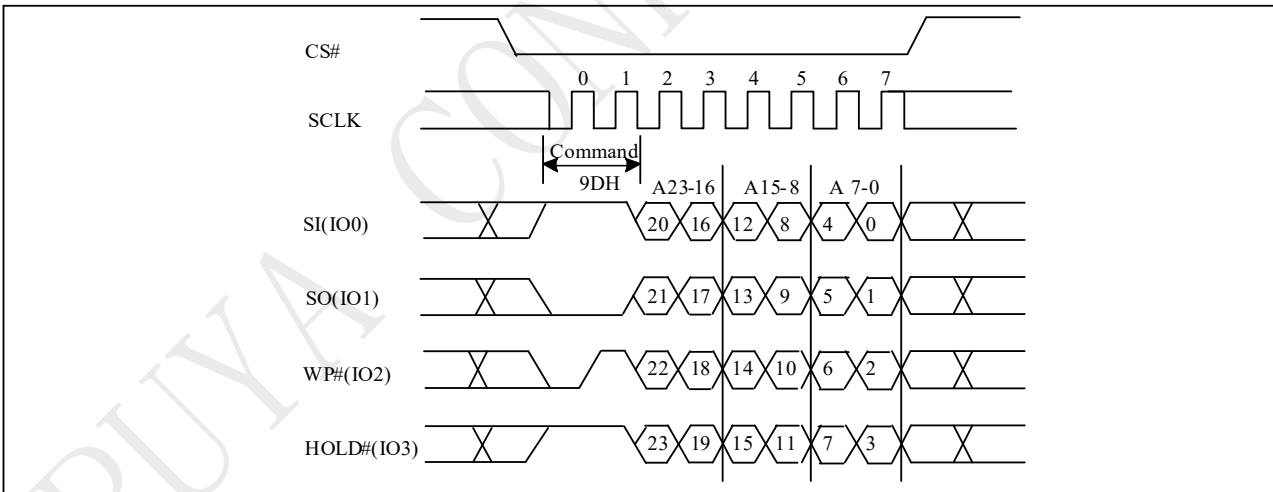 CS#
0 1 2 3 4 5 6 7
SCLK
Command
9DH
A23-16 A15-8 A 7-0
SI(IO0) 20 16 12 8 4 0
SO(IO1) 21 17 13 9 5 1
WP#(IO2) 22 18 14 10 6 2
HOLD#(IO3) 23 19 15 11 7 3
PUYA CON